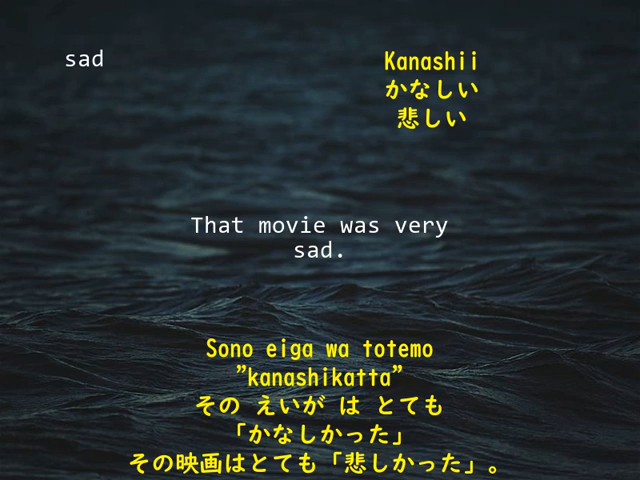 sad
Kanashii
かなしい
悲しい
That movie was very
sad.
Sono eiga wa totemo
"kanashikatta"
その えいが は とても
「かなしかった」
その映画はとても「悲しかった」。